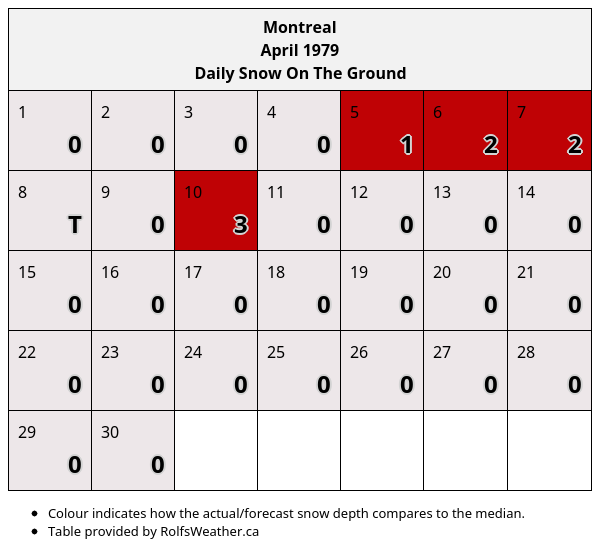 Montreal
April 1979
Daily Snow On The Ground
1 2 3 4 5 6 7
0 0 0 0 1 2 2
8 9 10 11 12 13 14
T 0 3 0 0 0 0
15 16 17 18 19 20 21
0 0 0 0 0 0 0
22 23 24 25 26 27 28
0 0 0 0 0 0 0
29 30
0 0
• Colour indicates how the actual/forecast snow depth compares to the median.
• Table provided by RolfsWeather.ca